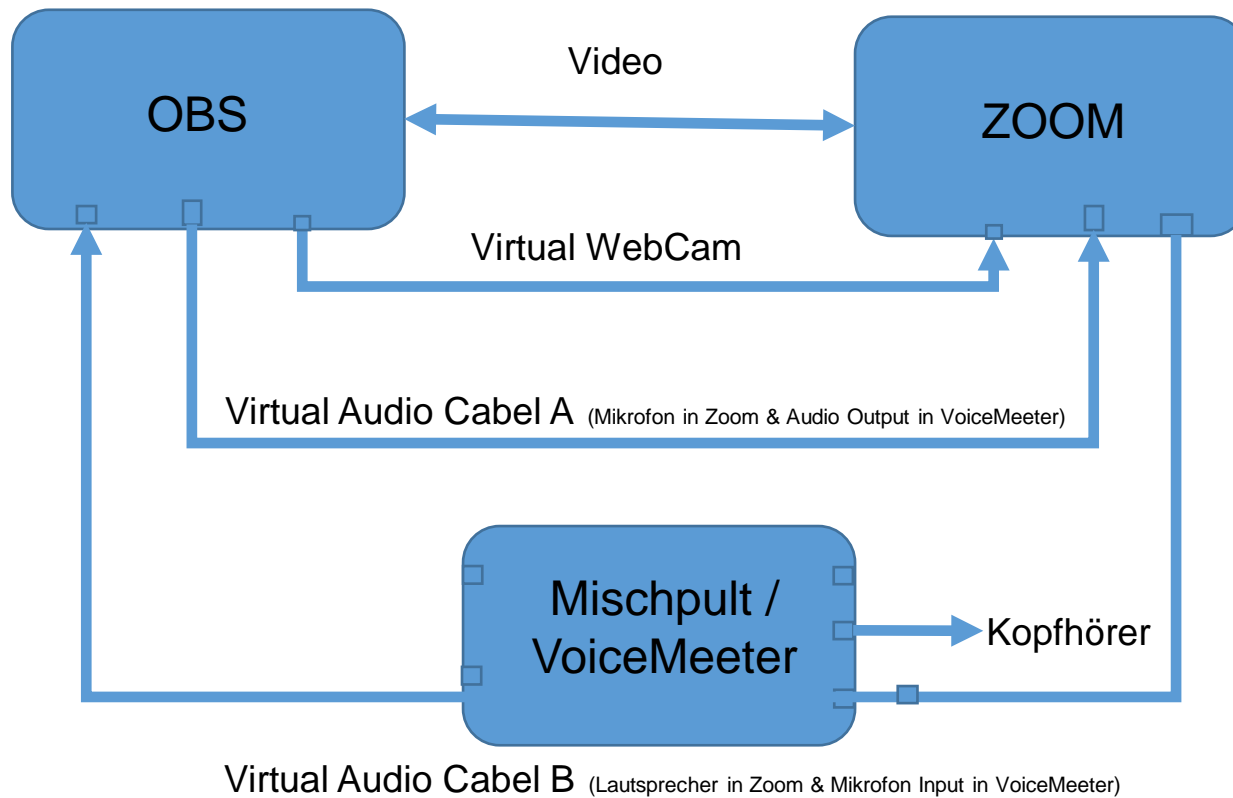 Video
OBS
ZOOM
Virtual WebCam
Virtual Audio Cabel A (Mikrofon in Zoom & Audio Output in VoiceMeeter)
Mischpult /
VoiceMeeter
Kopfhörer
Virtual Audio Cabel B (Lautsprecher in Zoom & Mikrofon Input in VoiceMeeter)